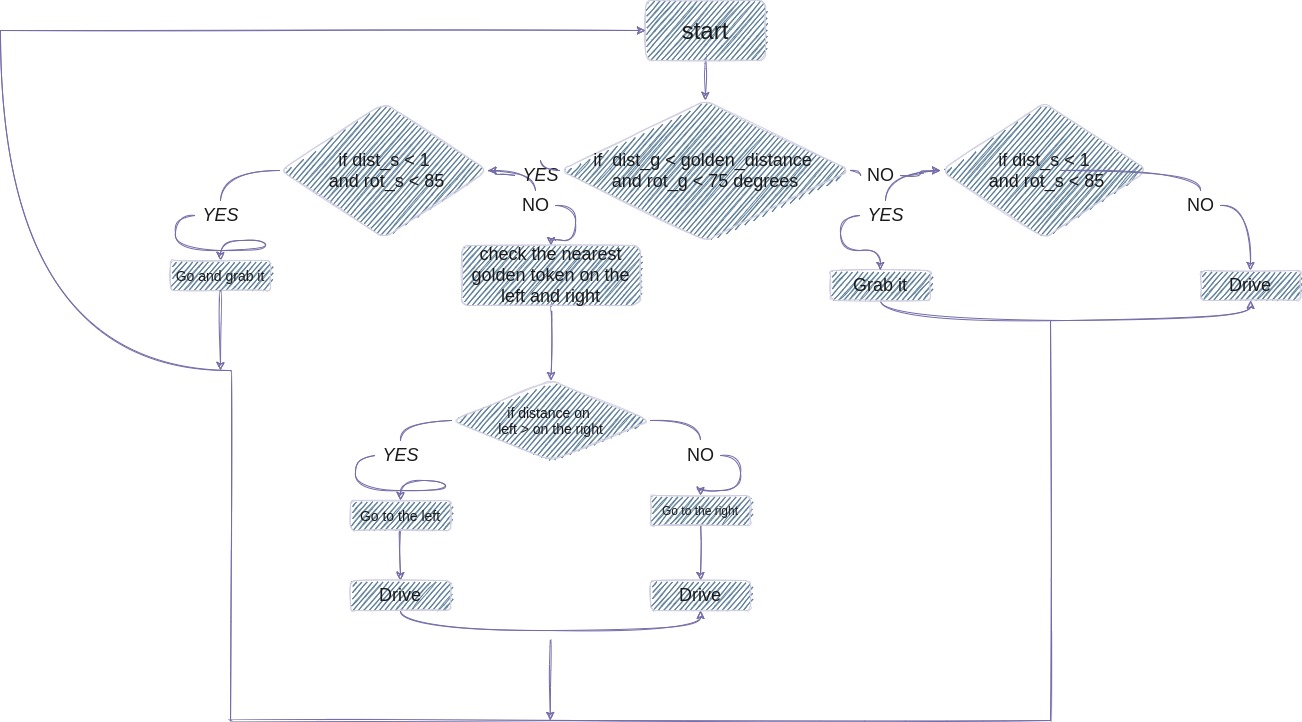 start
if dist_s < 1
and rot_s < 85
if  dist_g < golden_distance
and rot_g < 75 degrees
if dist_s < 1
and rot_s < 85
YES
NO
YES
NO
YES
NO
Go and grab it
check the nearest
golden token on the
left and right
Grab it
Drive
if distance on
left > on the right
YES
NO
Go to the left
Go to the right
Drive
Drive